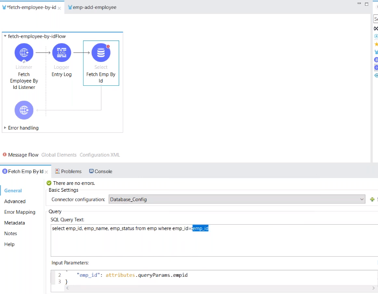 *fetch-employee-by-id
emp-add-employee
fetch-employee-by-idFlow
Listener
Logger
Select
Fetch
Employee By
Id Listener
Entry Log
Fetch Emp By
Id
Error handling
Message Flow Global Elements Configuration XML
Fetch Emp By Id
Problems
Console
There are no errors.
General
Basic Settings
Connector configuration:
Database_Config
Advanced
Error Mapping
Query
Metadata
SQL Query Text:
Notes
select emp_id, emp_name, emp_status from emp where emp_id=:emp_id
Help
Input Parameters:
2 "emp_id": attributes.queryParams.empid
3 }